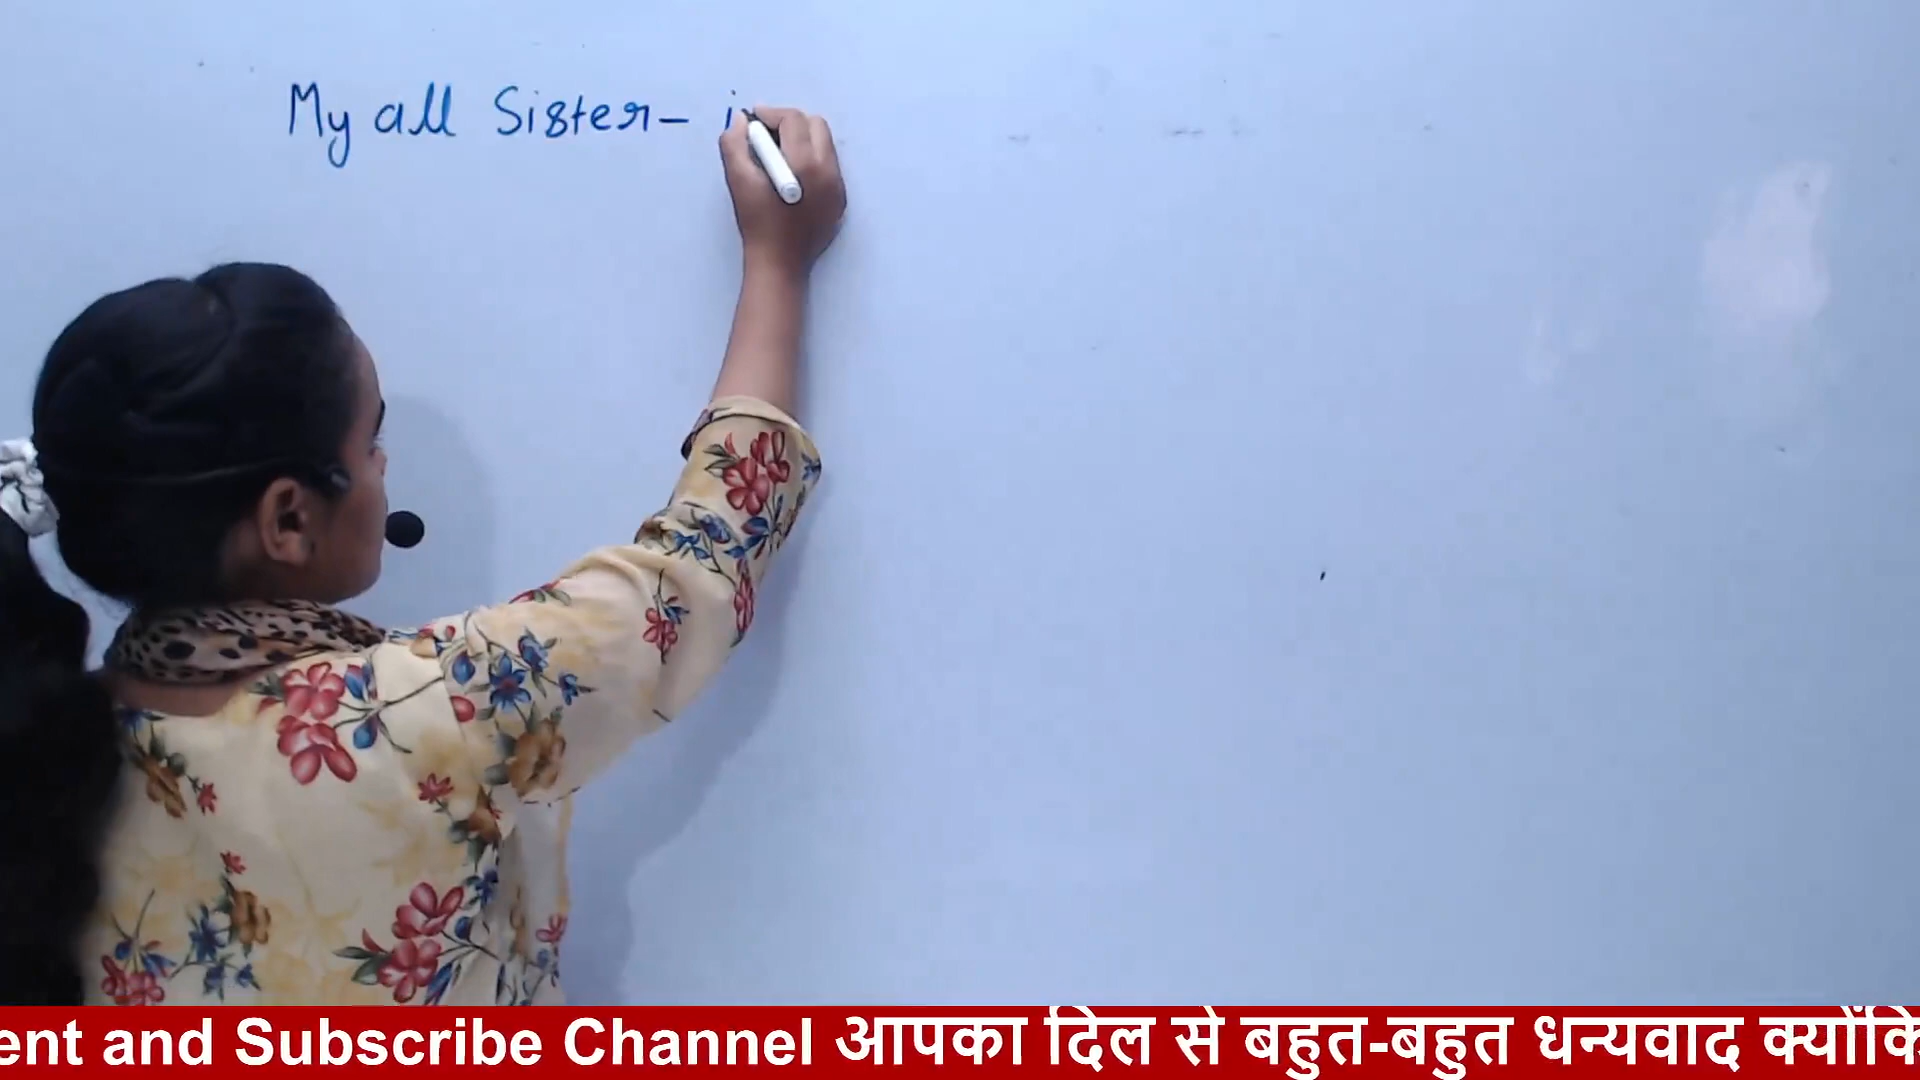 My all Sister- i
ent and Subscribe Channel आपका दिल से बहुत-बहुत धन्यवाद क्योंकि